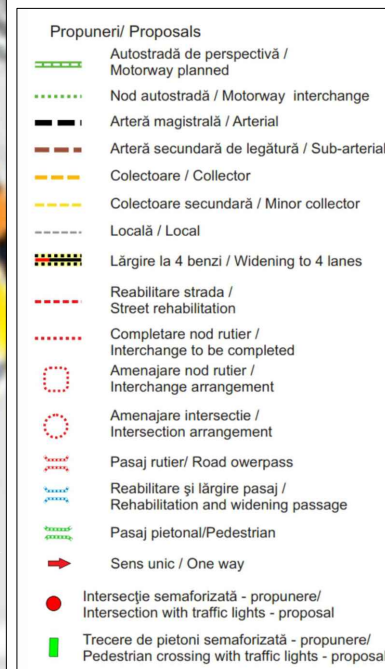 Propuneri/ Proposals
Autostradă de perspectivă /
Motorway planned
Nod autostradă / Motorway interchange
Arteră magistrală / Arterial
Arteră secundară de legătură / Sub-arterial
Colectoare / Collector
Colectoare secundară / Minor collector
Locală / Local
Lărgire la 4 benzi / Widening to 4 lanes
Reabilitare strada /
Street rehabilitation
Completare nod rutier /
Interchange to be completed
Amenajare nod rutier /
Interchange arrangement
Amenajare intersectie /
Intersection arrangement
Pasaj rutier/ Road owerpass
Reabilitare şi lărgire pasaj /
Rehabilitation and widening passage
Pasaj pietonal/Pedestrian
Sens unic / One way
Intersecţie semaforizată - propunere/
Intersection with traffic lights - proposal
Trecere de pietoni semaforizată - propunere/
Pedestrian crossing with traffic lights - proposal